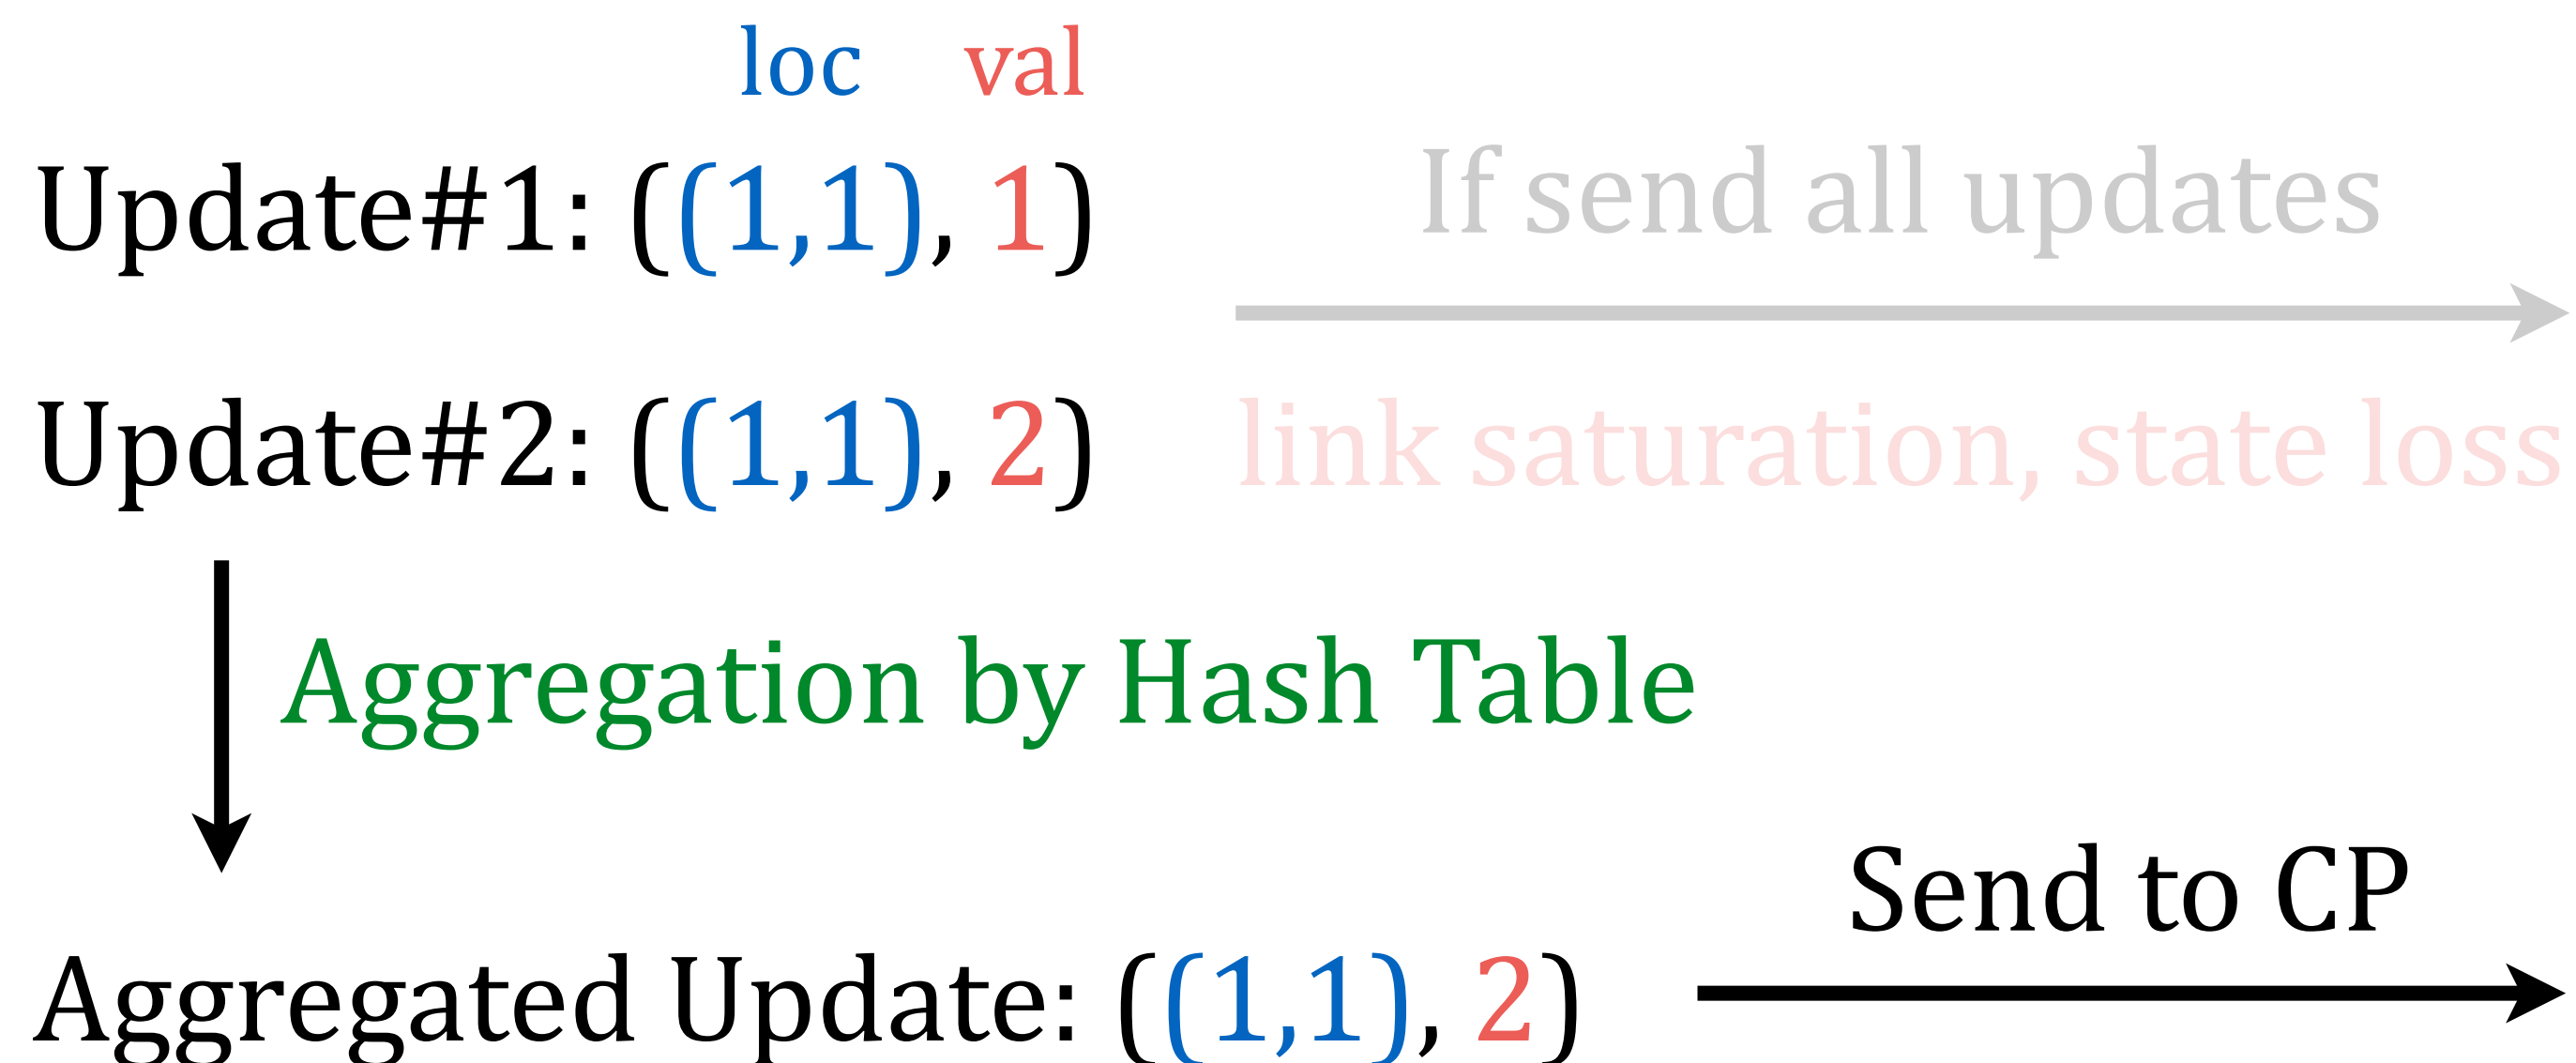 loc val
Update#1: ((1,1), 1)
If send all updates
Update#2: ((1,1), 2)
link saturation, state loss
Aggregation by Hash Table
Send to CP
Aggregated Update: ((1,1), 2)